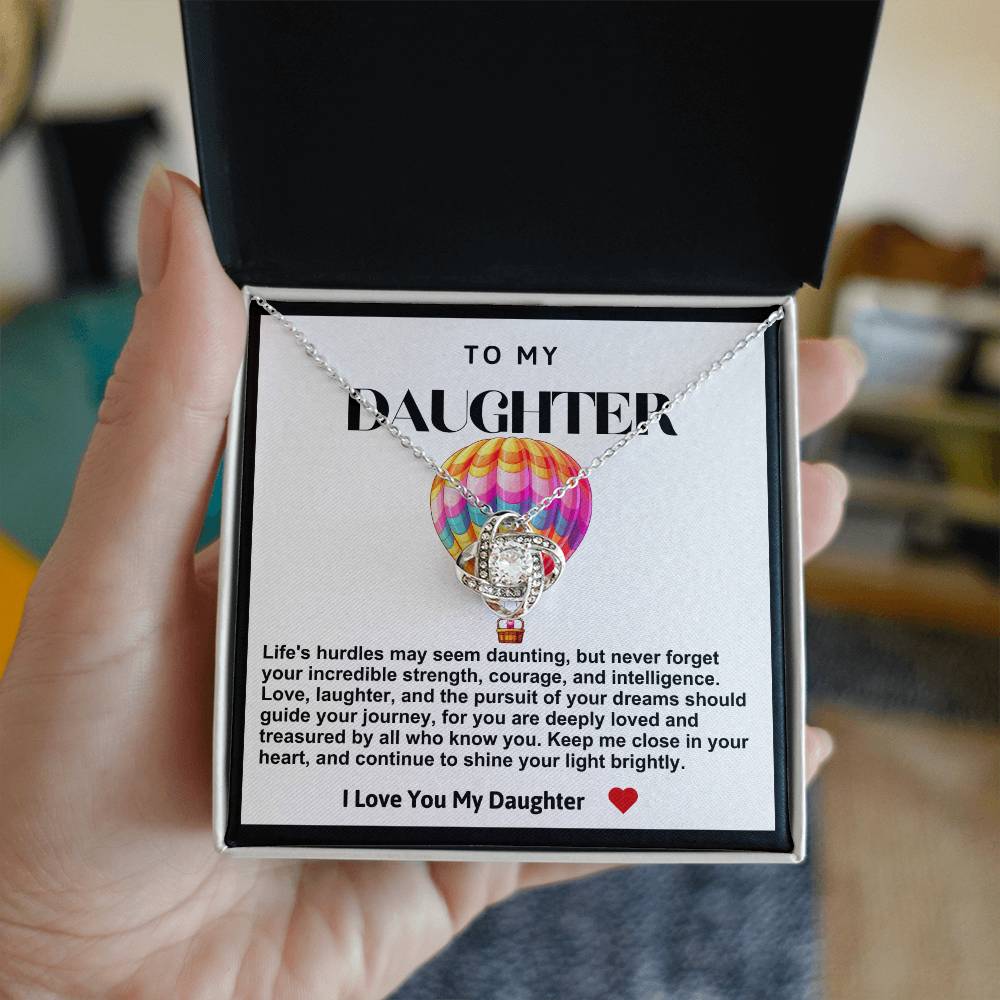 TO MY
DAUGHTER
Life's hurdles may seem daunting, but never forget
your incredible strength, courage, and intelligence.
Love, laughter, and the pursuit of your dreams should
guide your journey, for you are deeply loved and
treasured by all who know you. Keep me close in your
heart, and continue to shine your light brightly.
I Love You My Daughter